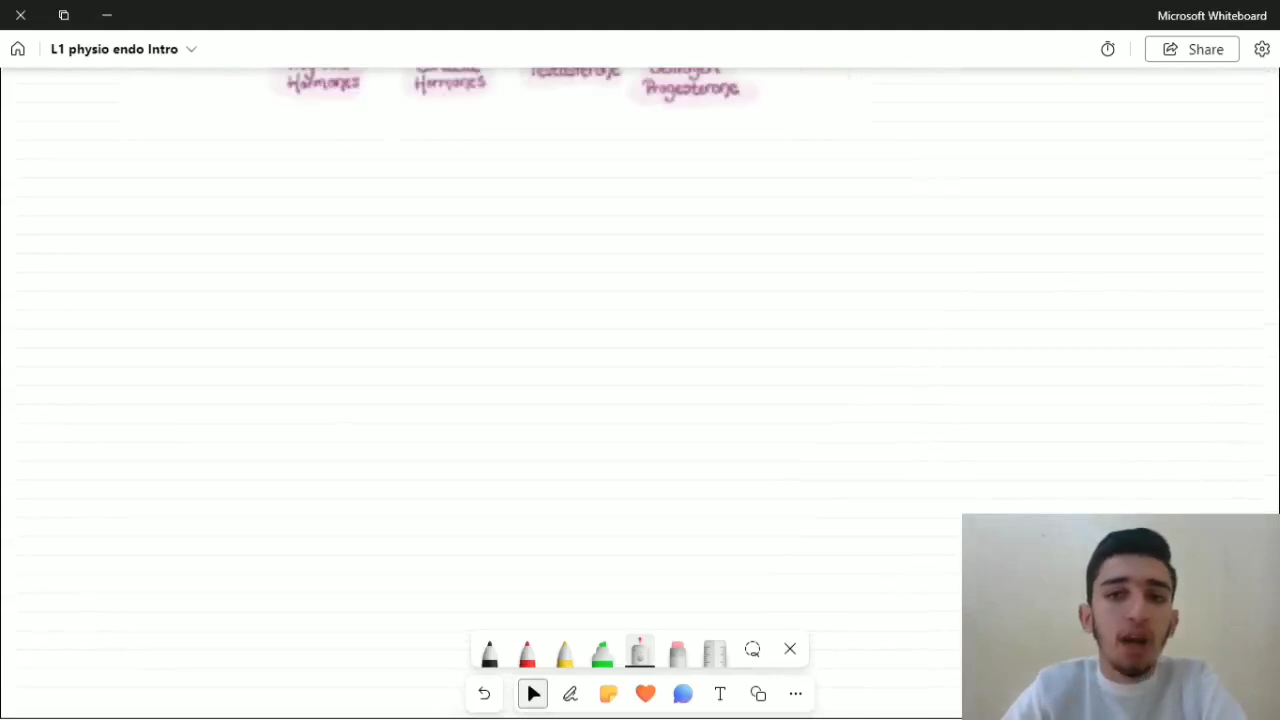 Microsoft Whiteboard
L1 physio endo Intro
Share
Hormones
Hormones
Testosterone
Progesterone
T